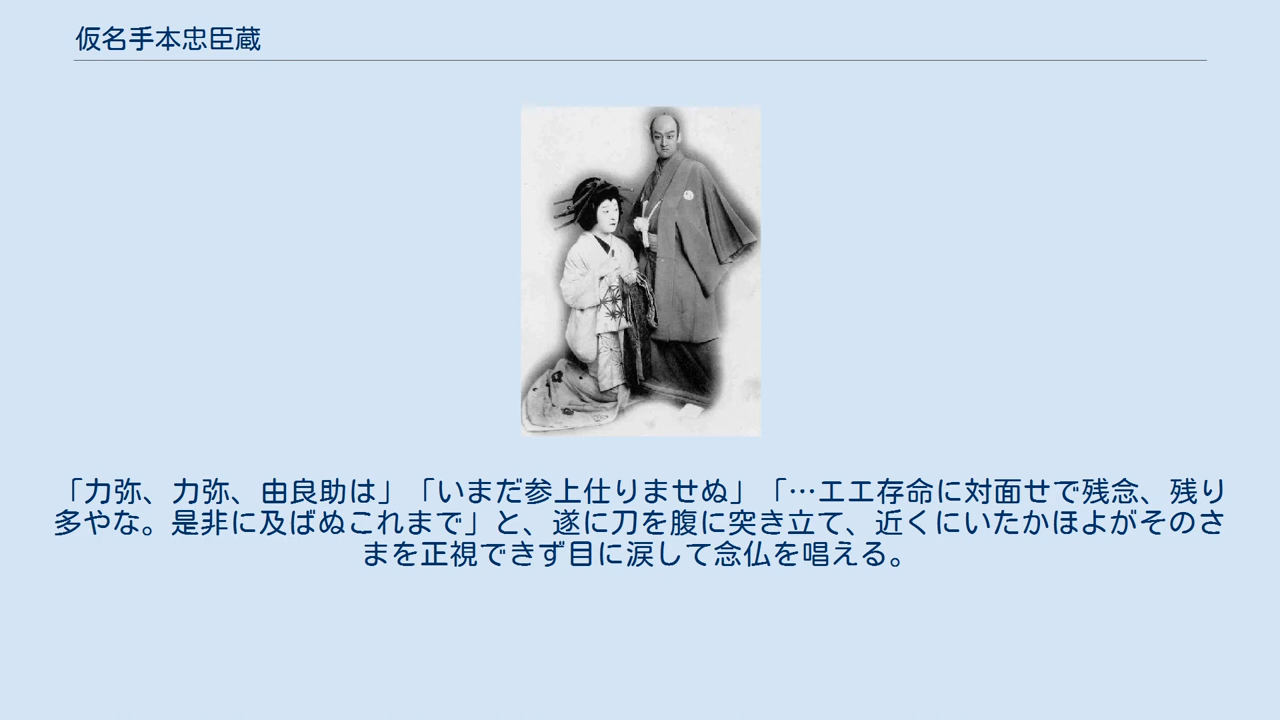 仮名手本忠臣蔵
「力弥、力弥、由良助は」「いまだ参上仕りませぬ」「…エエ存命に対面せで残念、残り
多やな。是非に及ばぬこれまで」と、遂に刀を腹に突き立て、近くにいたかほよがそのさ
まを正視できず目に涙して念仏を唱える。